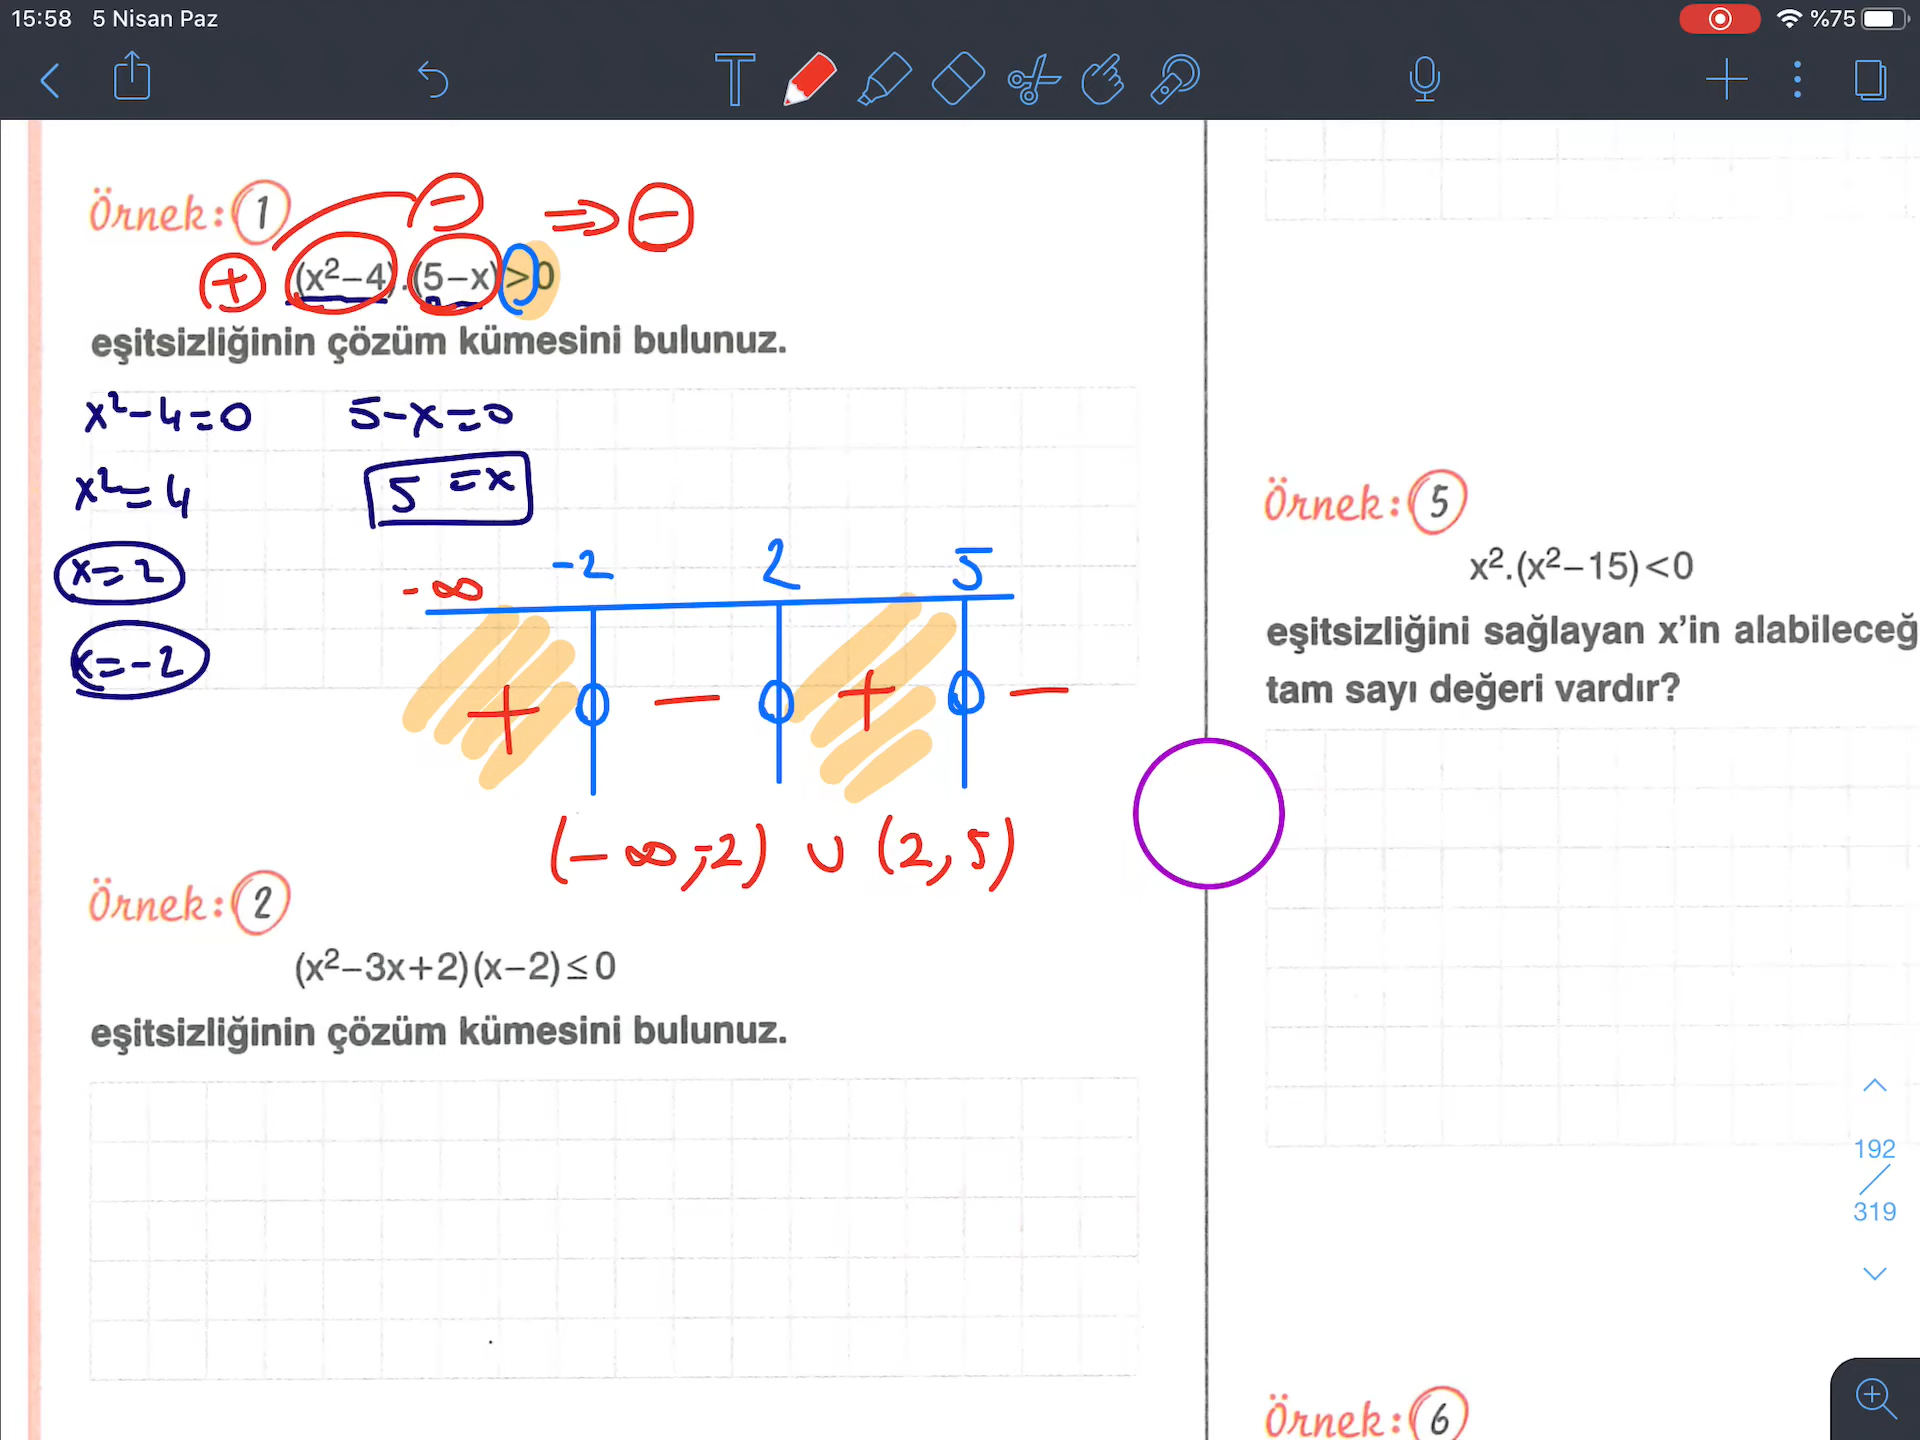 15:58 5 Nisan Paz %75
Örnek: 1
− ⇒ −
+ (x²−4).(5−x)>0
eşitsizliğinin çözüm kümesini bulunuz.
x²−4=0 5−x=0
x²=4 5=x
x=2
x=−2
-∞ -2 2 5
+ 0 − 0 + 0 −
(-∞,-2) ∪ (2,5)
Örnek: 2
(x²−3x+2)(x−2)≤0
eşitsizliğinin çözüm kümesini bulunuz.
Örnek: 5
x².(x²−15)<0
eşitsizliğini sağlayan x'in alabileceğ
tam sayı değeri vardır?
192
/
319
Örnek: 6